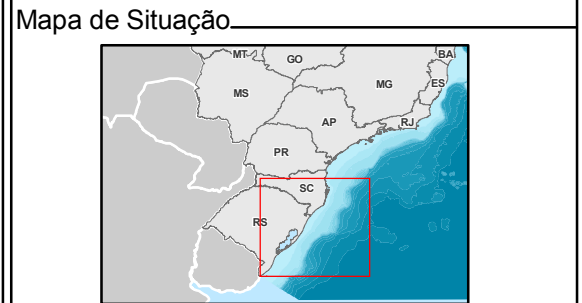 Mapa de Situação
MT GO BA
MS MG ES
AP RJ
PR
SC
RS